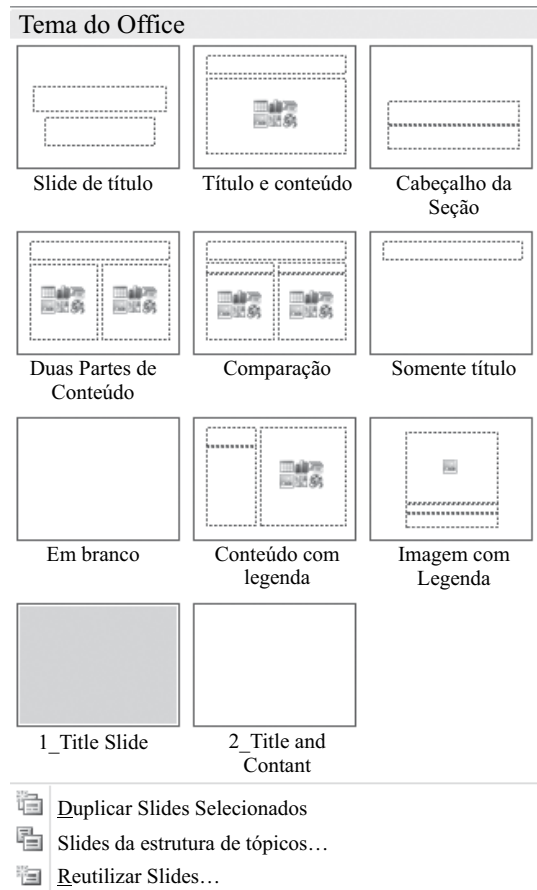 Tema do Office
Slide de título
Título e conteúdo
Cabeçalho da
Seção
Duas Partes de
Conteúdo
Comparação
Somente título
Em branco
Conteúdo com
legenda
Imagem com
Legenda
1_Title Slide
2_Title and
Contant
Duplicar Slides Selecionados
Slides da estrutura de tópicos…
Reutilizar Slides…